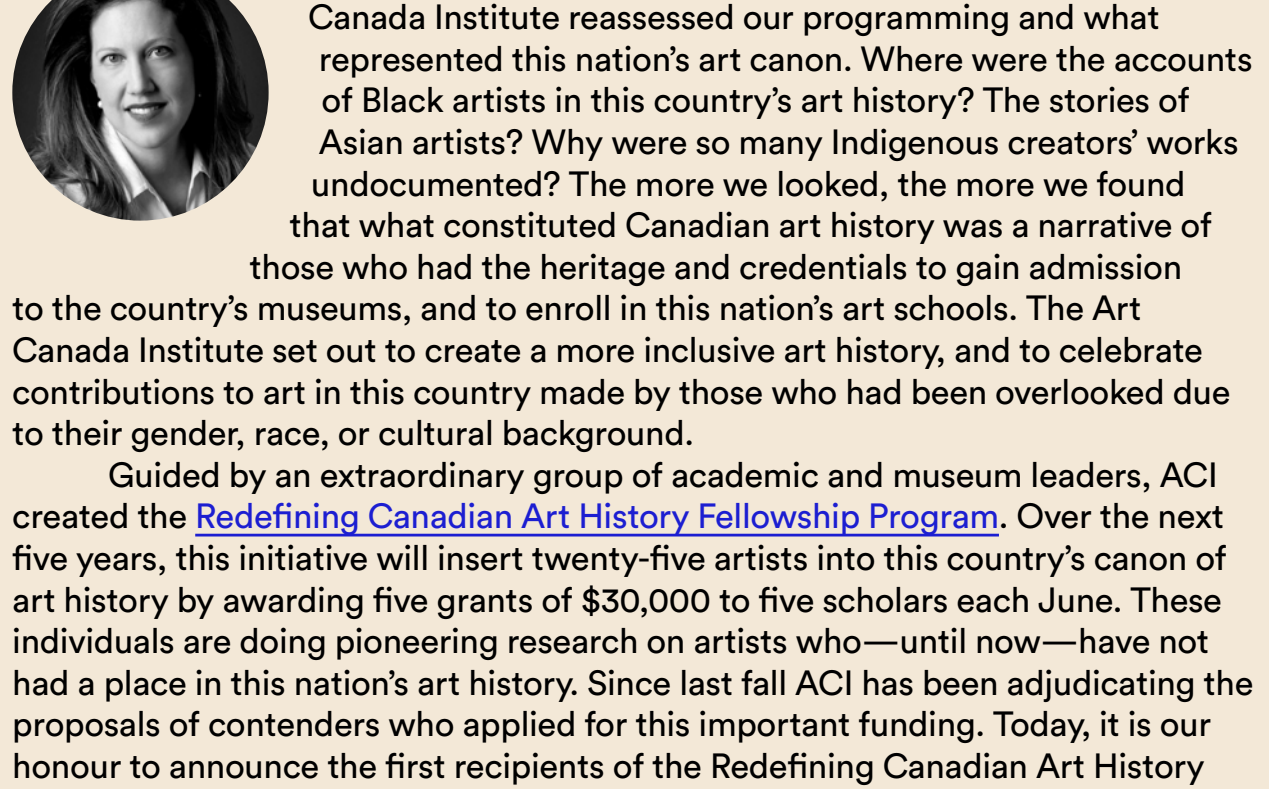 Canada Institute reassessed our programming and what
represented this nation’s art canon. Where were the accounts
of Black artists in this country’s art history? The stories of
Asian artists? Why were so many Indigenous creators’ works
undocumented? The more we looked, the more we found
that what constituted Canadian art history was a narrative of
those who had the heritage and credentials to gain admission
to the country’s museums, and to enroll in this nation’s art schools. The Art
Canada Institute set out to create a more inclusive art history, and to celebrate
contributions to art in this country made by those who had been overlooked due
to their gender, race, or cultural background.
Guided by an extraordinary group of academic and museum leaders, ACI
created the Redefining Canadian Art History Fellowship Program. Over the next
five years, this initiative will insert twenty-five artists into this country’s canon of
art history by awarding five grants of $30,000 to five scholars each June. These
individuals are doing pioneering research on artists who—until now—have not
had a place in this nation’s art history. Since last fall ACI has been adjudicating the
proposals of contenders who applied for this important funding. Today, it is our
honour to announce the first recipients of the Redefining Canadian Art History